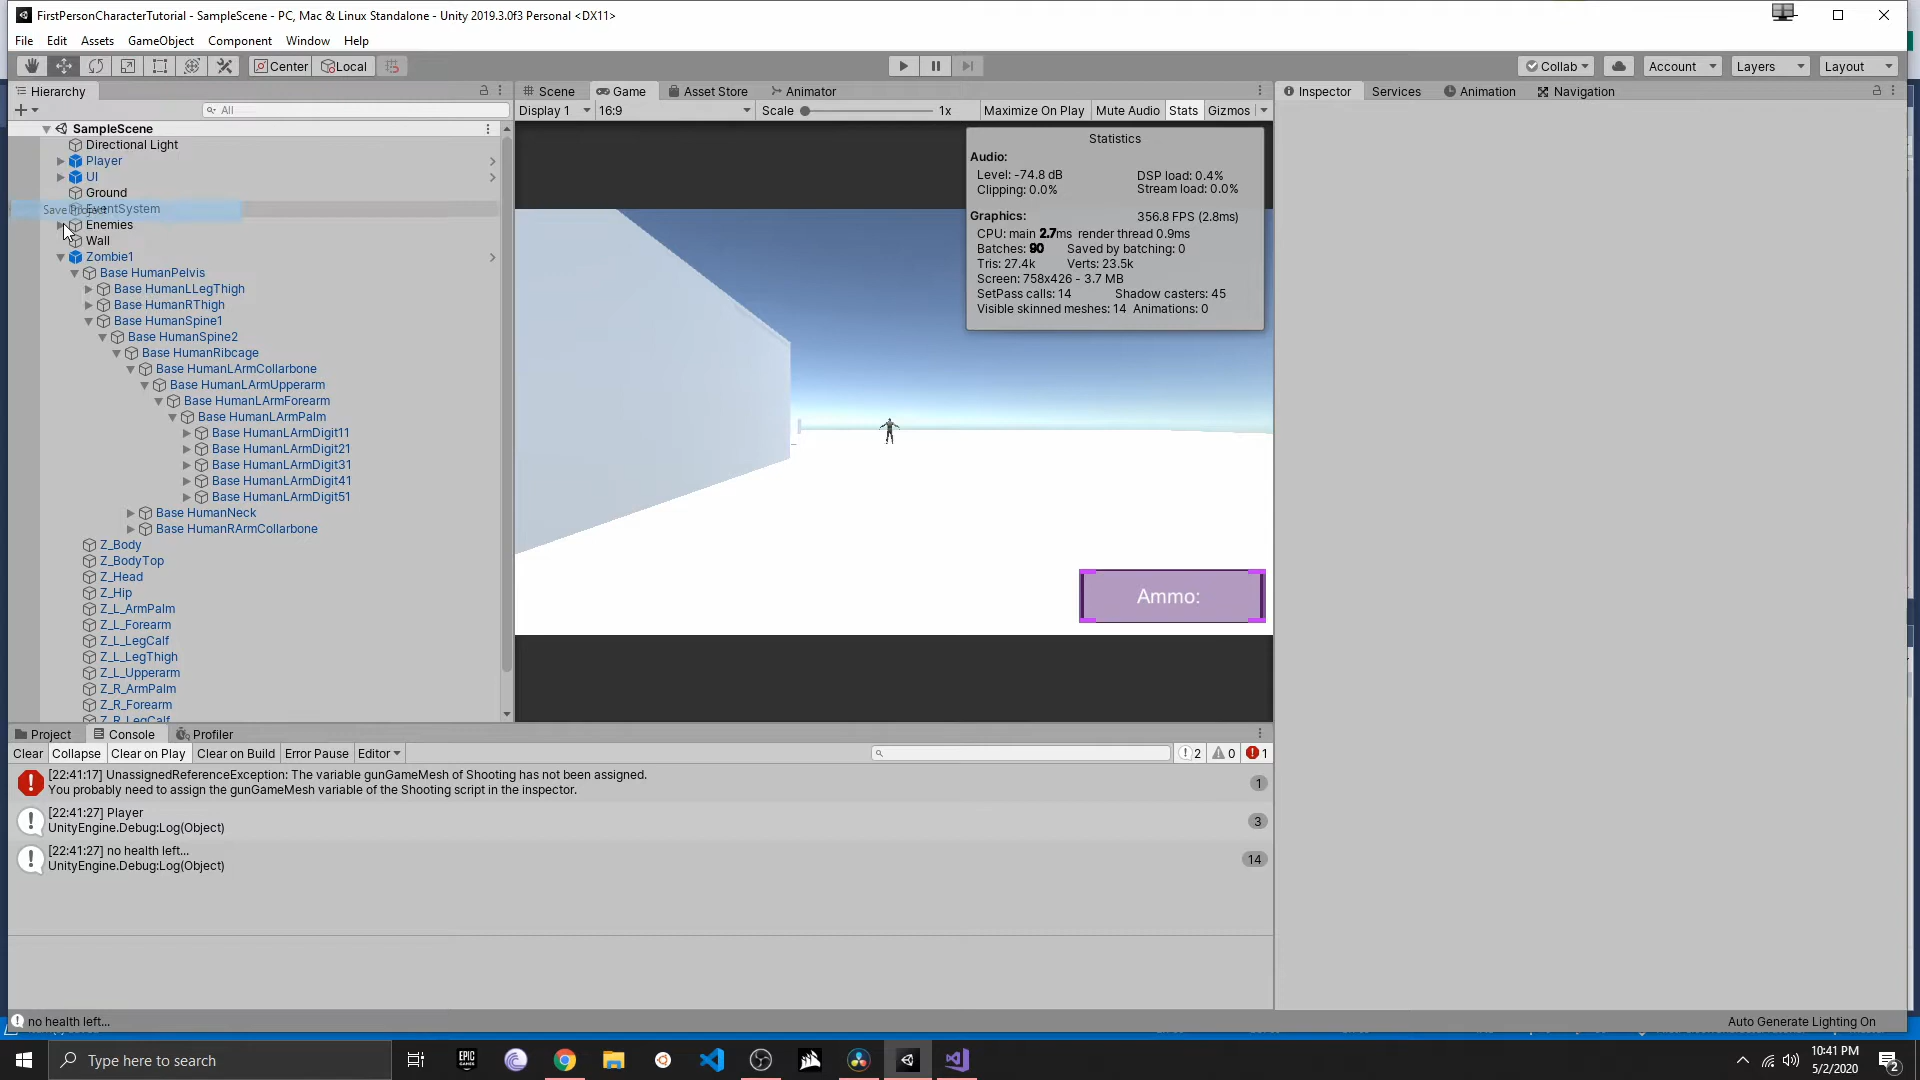 FirstPersonCharacterTutorial - SampleScene - PC, Mac & Linux Standalone - Unity 2019.3.0f3 Personal <DX11>
File Edit Assets GameObject Component Window Help
Center Local Collab Account Layers Layout
Hierarchy
All
SampleScene
Directional Light
Player
UI
Ground
EventSystem
Save Project
Enemies
Wall
Zombie1
Base HumanPelvis
Base HumanLLegThigh
Base HumanRThigh
Base HumanSpine1
Base HumanSpine2
Base HumanRibcage
Base HumanLArmCollarbone
Base HumanLArmUpperarm
Base HumanLArmForearm
Base HumanLArmPalm
Base HumanLArmDigit11
Base HumanLArmDigit21
Base HumanLArmDigit31
Base HumanLArmDigit41
Base HumanLArmDigit51
Base HumanNeck
Base HumanRArmCollarbone
Z_Body
Z_BodyTop
Z_Head
Z_Hip
Z_L_ArmPalm
Z_L_Forearm
Z_L_LegCalf
Z_L_LegThigh
Z_L_Upperarm
Z_R_ArmPalm
Z_R_Forearm
Z_R_LegCalf
Scene Game Asset Store Animator
Display 1 16:9 Scale 1x Maximize On Play Mute Audio Stats Gizmos
Statistics
Audio:
Level: -74.8 dB DSP load: 0.4%
Clipping: 0.0% Stream load: 0.0%
Graphics: 356.8 FPS (2.8ms)
CPU: main 2.7ms render thread 0.9ms
Batches: 90 Saved by batching: 0
Tris: 27.4k Verts: 23.5k
Screen: 758x426 - 3.7 MB
SetPass calls: 14 Shadow casters: 45
Visible skinned meshes: 14 Animations: 0
Ammo:
Inspector Services Animation Navigation
Project Console Profiler
Clear Collapse Clear on Play Clear on Build Error Pause Editor 2 0 1
[22:41:17] UnassignedReferenceException: The variable gunGameMesh of Shooting has not been assigned.
You probably need to assign the gunGameMesh variable of the Shooting script in the inspector.
1
[22:41:27] Player
UnityEngine.Debug:Log(Object)
3
[22:41:27] no health left...
UnityEngine.Debug:Log(Object)
14
no health left...
Auto Generate Lighting On
Type here to search
EPIC GAMES
10:41 PM
5/2/2020
2